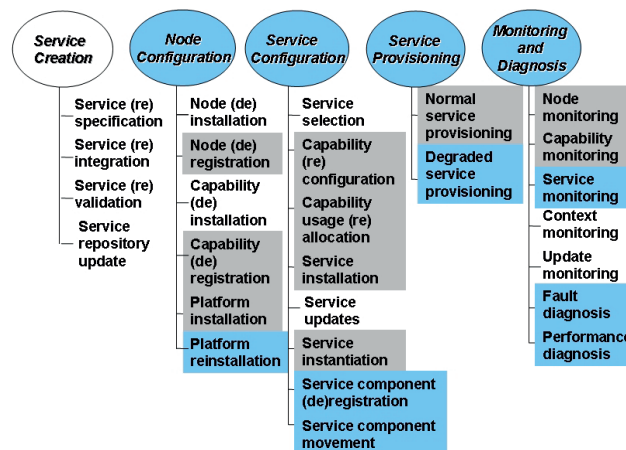 Service
Creation
Node
Configuration
Service
Configuration
Service
Provisioning
Monitoring
and
Diagnosis
Service (re)
specification
Service (re)
integration
Service (re)
validation
Service
repository
update
Node (de)
installation
Node (de)
registration
Capability
(de)
installation
Capability
(de)
registration
Platform
installation
Platform
reinstallation
Service
selection
Capability
(re)
configuration
Capability
usage (re)
allocation
Service
installation
Service
updates
Service
instantiation
Service component
(de)registration
Service component
movement
Normal
service
provisioning
Degraded
service
provisioning
Node
monitoring
Capability
monitoring
Service
monitoring
Context
monitoring
Update
monitoring
Fault
diagnosis
Performance
diagnosis